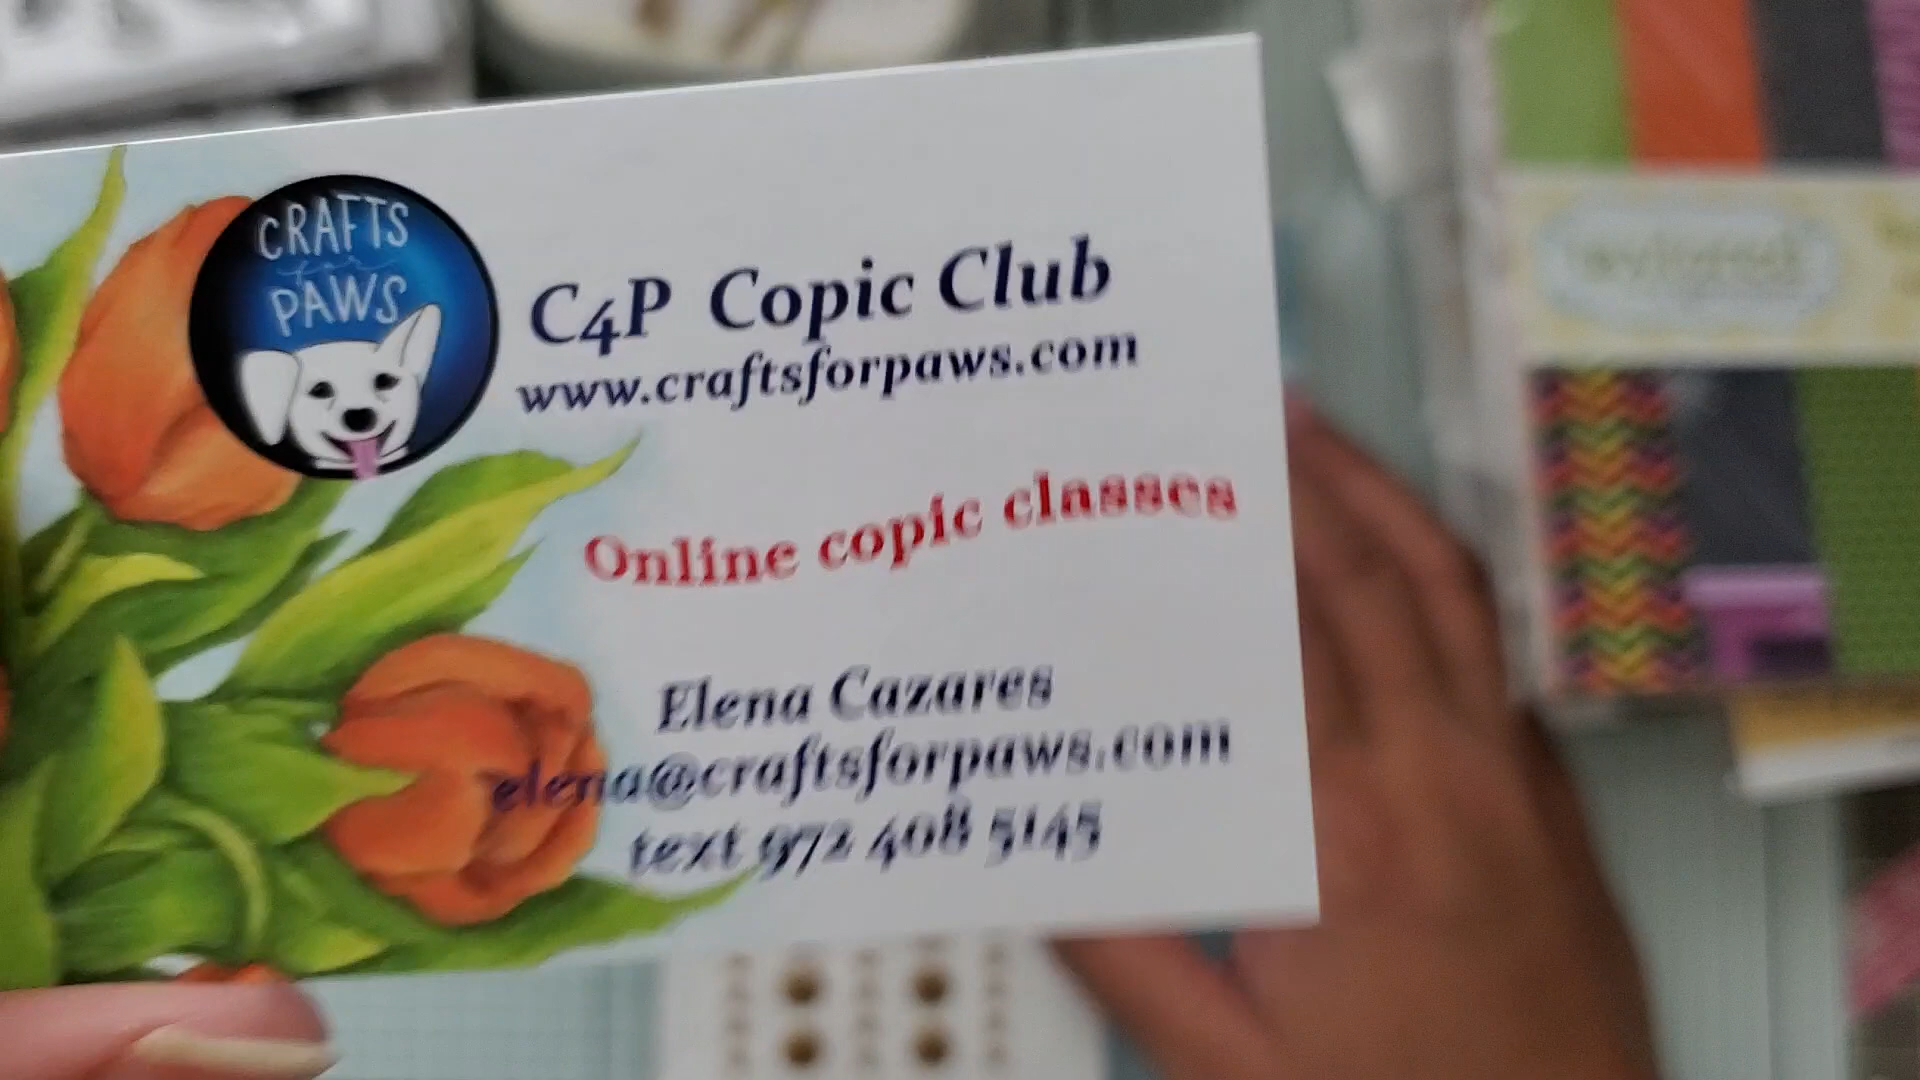 CRAFTS
for
PAWS
C4P Copic Club
www.craftsforpaws.com
Online copic classes
Elena Cazares
elena@craftsforpaws.com
text 972 408 5145